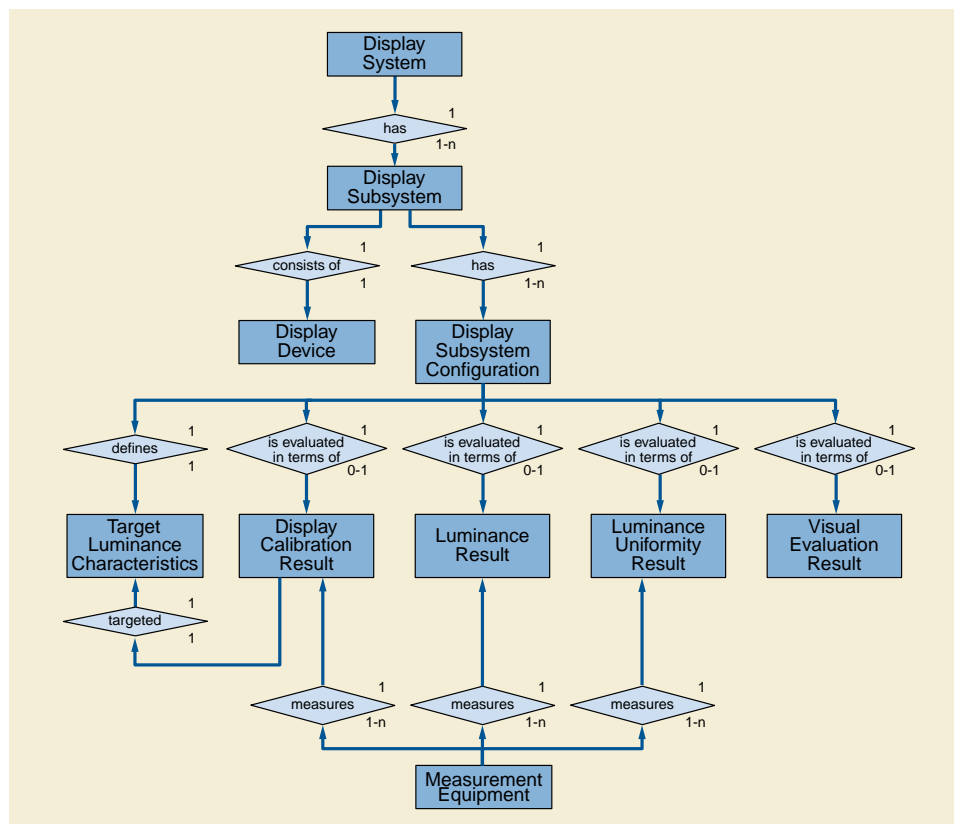 Display
System
1
has
1-n
Display
Subsystem
1
consists of
1
1
has
1-n
Display
Device
Display
Subsystem
Configuration
1
defines
1
1
is evaluated
in terms of
0-1
1
is evaluated
in terms of
0-1
1
is evaluated
in terms of
0-1
1
is evaluated
in terms of
0-1
Target
Luminance
Characteristics
Display
Calibration
Result
Luminance
Result
Luminance
Uniformity
Result
Visual
Evaluation
Result
1
targeted
1
1
measures
1-n
1
measures
1-n
1
measures
1-n
Measurement
Equipment